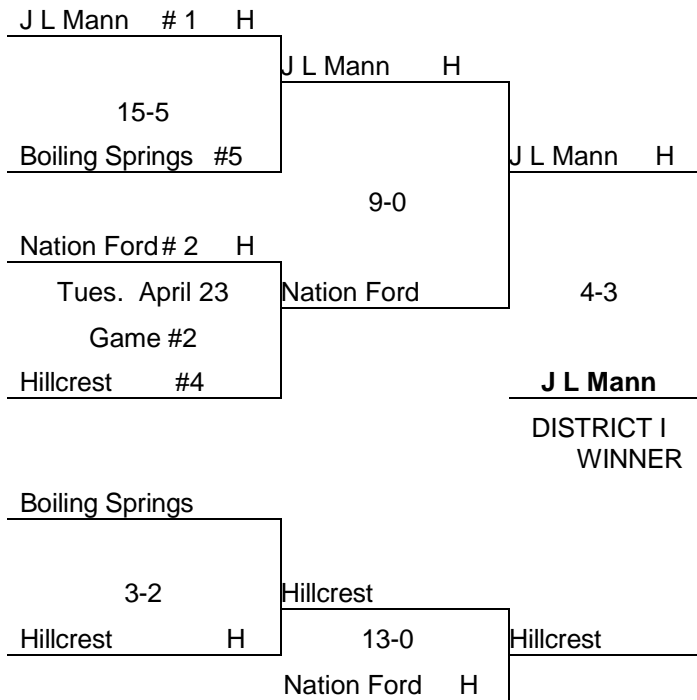 J L Mann # 1 H
J L Mann H
15-5
Boiling Springs #5
J L Mann H
9-0
Nation Ford # 2 H
Tues. April 23
Nation Ford
4-3
Game #2
Hillcrest #4
J L Mann
DISTRICT I
WINNER
Boiling Springs
3-2
Hillcrest
Hillcrest H
13-0
Hillcrest
Nation Ford H